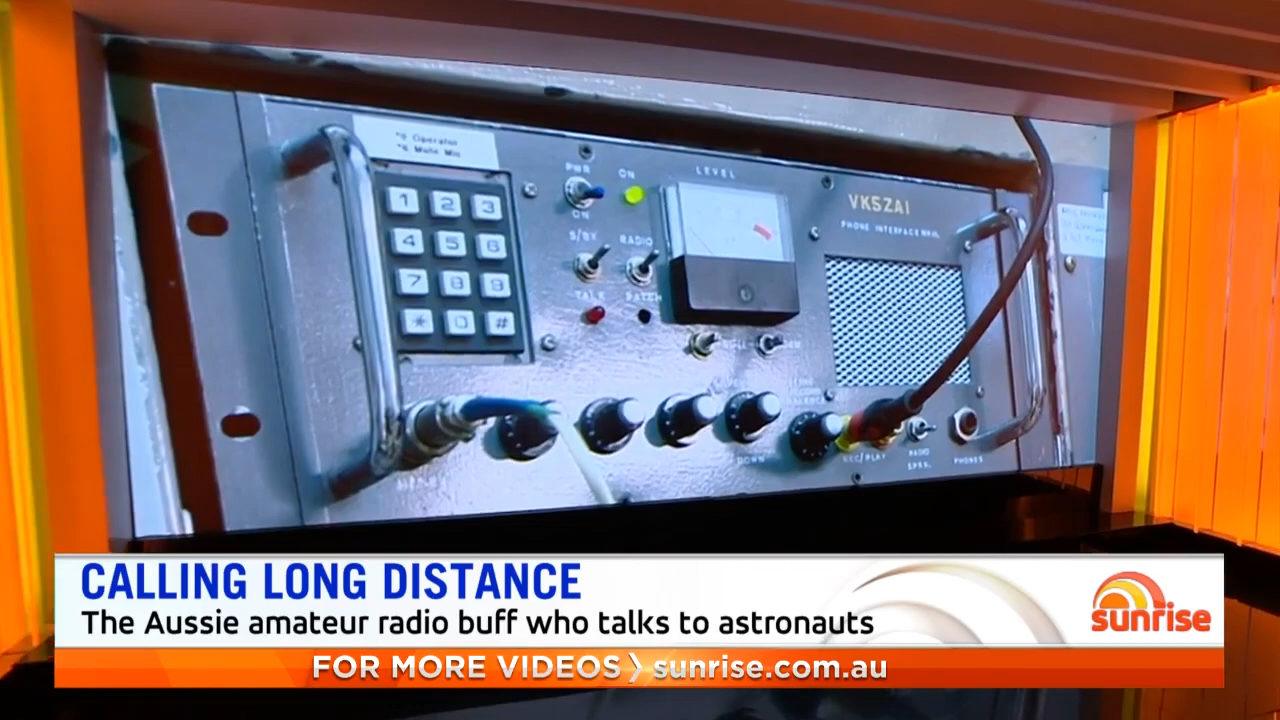 *0 Operator
*6 Mute Mic
PWR
ON
LEVEL
ON
VK5ZAI
PHONE INTERFACE
1 2 3
4 5 6
7 8 9
* 0 #
S/BY
RADIO
TALK
PATCH
DOWN
REC/PLAY
RADIO
SPKR.
PHONES
CALLING LONG DISTANCE
The Aussie amateur radio buff who talks to astronauts
sunrise
FOR MORE VIDEOS 〉 sunrise.com.au